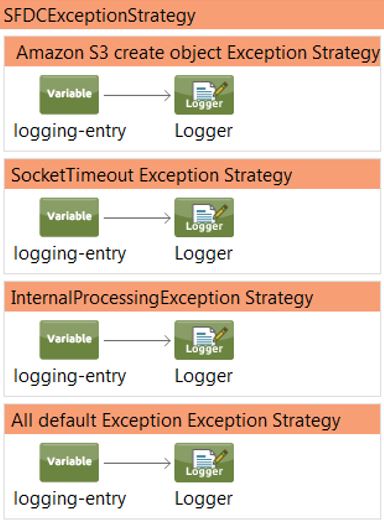 SFDCExceptionStrategy
Amazon S3 create object Exception Strategy
Variable
Logger
logging-entry Logger
SocketTimeout Exception Strategy
Variable
Logger
logging-entry Logger
InternalProcessingException Strategy
Variable
Logger
logging-entry Logger
All default Exception Exception Strategy
Variable
Logger
logging-entry Logger